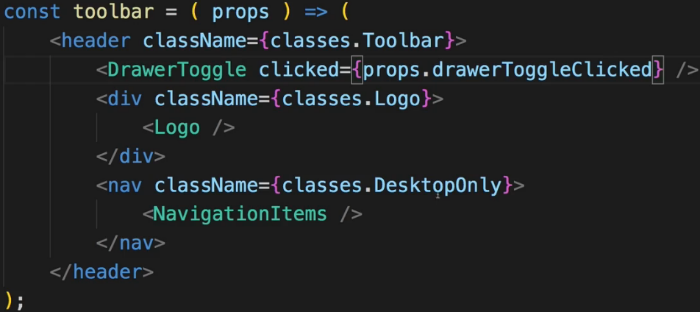 const toolbar = ( props ) => (
    <header className={classes.Toolbar}>
        <DrawerToggle clicked={props.drawerToggleClicked} />
        <div className={classes.Logo}>
            <Logo />
        </div>
        <nav className={classes.DesktopOnly}>
            <NavigationItems />
        </nav>
    </header>
);